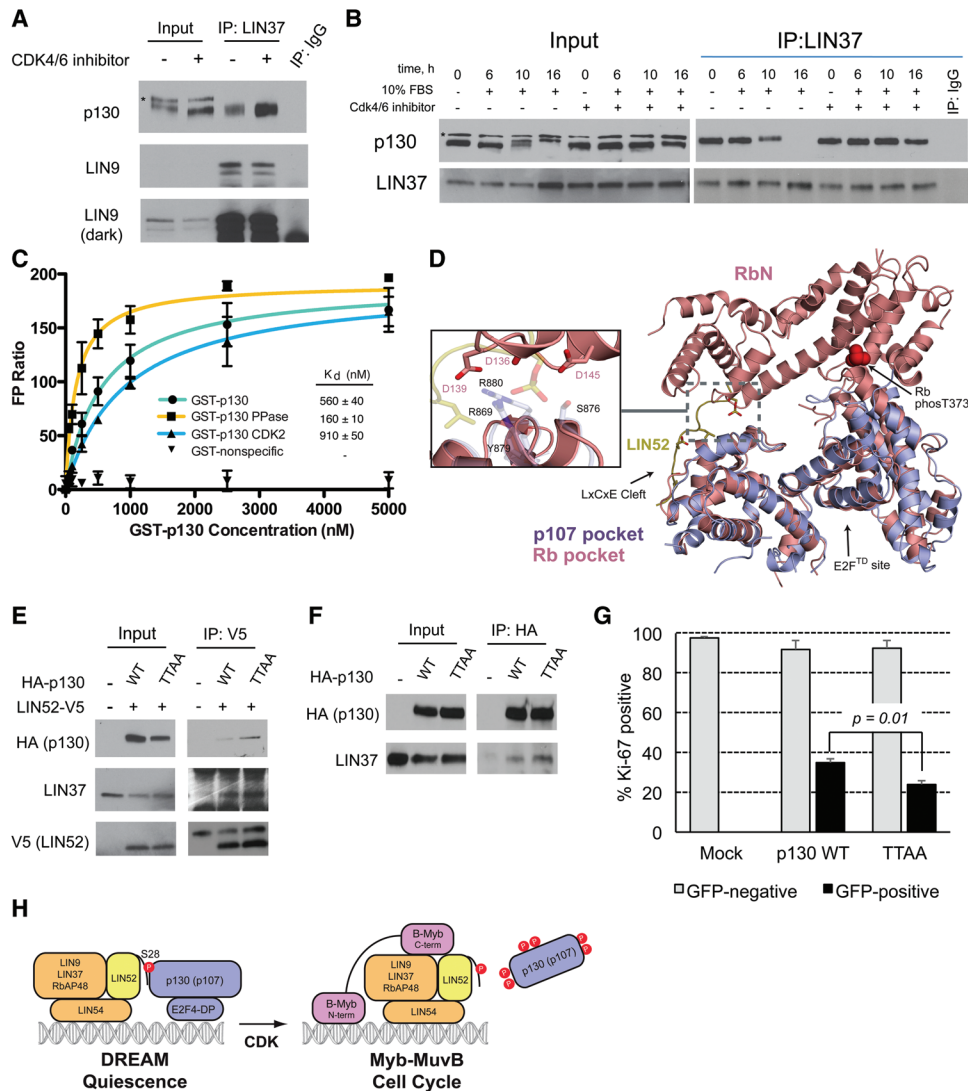 A
Input
IP: LIN37
IP: IgG
CDK4/6 inhibitor
- + - +
*
p130
LIN9
LIN9
(dark)
B
Input
IP:LIN37
time, h
0 6 10 16 0 6 10 16 0 6 10 16 0 6 10 16
10% FBS
- + + + - + + + - + + + - + + +
Cdk4/6 inhibitor
- - - - + + + + - - - - + + + +
IP: IgG
p130
LIN37
C
200
150
100
50
0
FP Ratio
0 1000 2000 3000 4000 5000
GST-p130 Concentration (nM)
Kd (nM)
GST-p130 560 ± 40
GST-p130 PPase 160 ± 10
GST-p130 CDK2 910 ± 50
GST-nonspecific -
D
RbN
D136
D139
D145
R880
R869
S876
Y879
Rb
phosT373
LIN52
LxCxE Cleft
p107 pocket
Rb pocket
E2FTD site
E
Input
IP: V5
HA-p130
- WT TTAA - WT TTAA
LIN52-V5
- + + - + +
HA (p130)
LIN37
V5 (LIN52)
F
Input
IP: HA
HA-p130
- WT TTAA - WT TTAA
HA (p130)
LIN37
G
100
80
60
40
20
0
% Ki-67 positive
p = 0.01
Mock
p130 WT
TTAA
GFP-negative
GFP-positive
H
LIN9
LIN37
RbAP48
LIN52
S28
P
p130 (p107)
LIN54
E2F4-DP
DREAM
Quiescence
CDK
B-Myb
C-term
LIN9
LIN37
RbAP48
LIN52
P
B-Myb
N-term
LIN54
Myb-MuvB
Cell Cycle
P P
P P
p130 (p107)
P P
P P